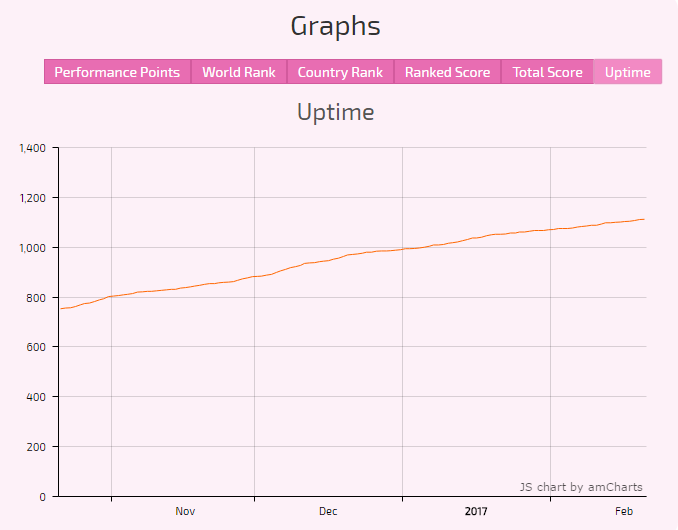 Graphs
Performance Points World Rank Country Rank Ranked Score Total Score Uptime
Uptime
1,400
1,200
1,000
800
600
400
200
0
JS chart by amCharts
Nov Dec 2017 Feb